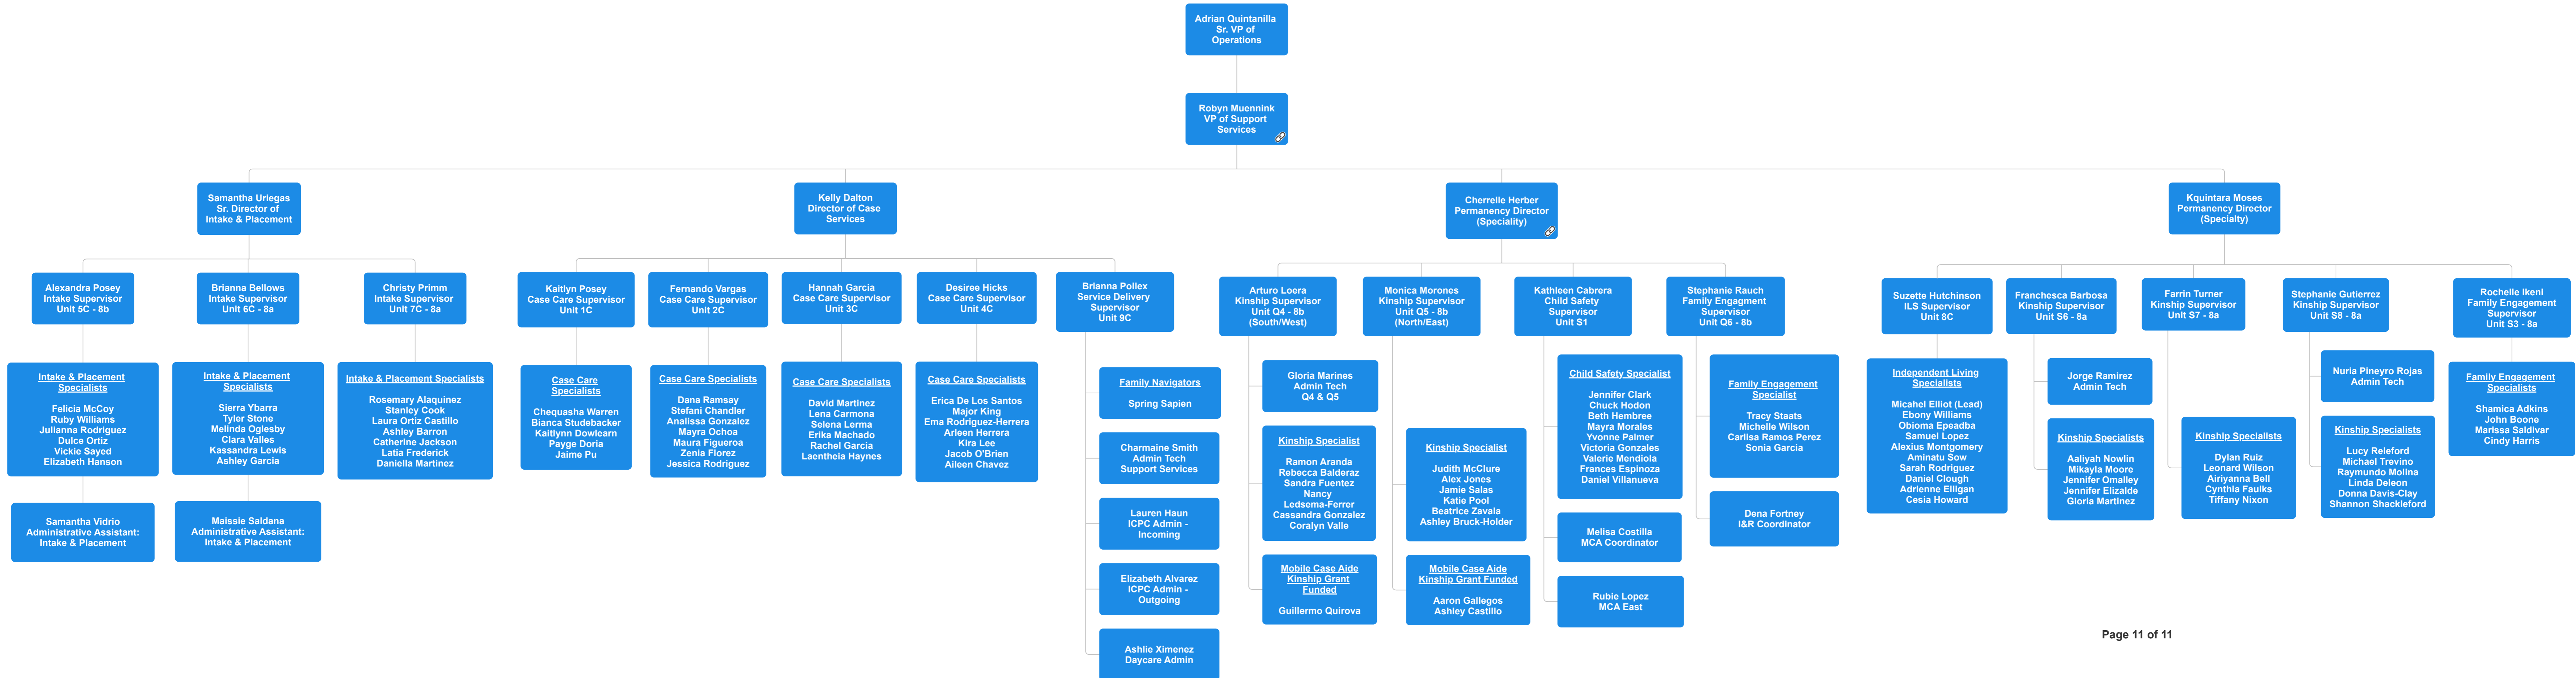 Adrian Quintanilla
Sr. VP of
Operations
Robyn Muennink
VP of Support
Services
Samantha Uriegas
Sr. Director of
Intake & Placement
Kelly Dalton
Director of Case
Services
Cherrelle Herber
Permanency Director
(Speciality)
Kquintara Moses
Permanency Director
(Specialty)
Alexandra Posey
Intake Supervisor
Unit 5C - 8b
Brianna Bellows
Intake Supervisor
Unit 6C - 8a
Christy Primm
Intake Supervisor
Unit 7C - 8a
Kaitlyn Posey
Case Care Supervisor
Unit 1C
Fernando Vargas
Case Care Supervisor
Unit 2C
Hannah Garcia
Case Care Supervisor
Unit 3C
Desiree Hicks
Case Care Supervisor
Unit 4C
Brianna Pollex
Service Delivery
Supervisor
Unit 9C
Arturo Loera
Kinship Supervisor
Unit Q4 - 8b
(South/West)
Monica Morones
Kinship Supervisor
Unit Q5 - 8b
(North/East)
Kathleen Cabrera
Child Safety
Supervisor
Unit S1
Stephanie Rauch
Family Engagment
Supervisor
Unit Q6 - 8b
Suzette Hutchinson
ILS Supervisor
Unit 8C
Franchesca Barbosa
Kinship Supervisor
Unit S6 - 8a
Farrin Turner
Kinship Supervisor
Unit S7 - 8a
Stephanie Gutierrez
Kinship Supervisor
Unit S8 - 8a
Rochelle Ikeni
Family Engagement
Supervisor
Unit S3 - 8a
Intake & Placement
Specialists
Felicia McCoy
Ruby Williams
Julianna Rodriguez
Dulce Ortiz
Vickie Sayed
Elizabeth Hanson
Samantha Vidrio
Administrative Assistant:
Intake & Placement
Intake & Placement
Specialists
Sierra Ybarra
Tyler Stone
Melinda Oglesby
Clara Valles
Kassandra Lewis
Ashley Garcia
Maissie Saldana
Administrative Assistant:
Intake & Placement
Intake & Placement Specialists
Rosemary Alaquinez
Stanley Cook
Laura Ortiz Castillo
Ashley Barron
Catherine Jackson
Latia Frederick
Daniella Martinez
Case Care
Specialists
Chequasha Warren
Bianca Studebacker
Kaitlynn Dowlearn
Payge Doria
Jaime Pu
Case Care Specialists
Dana Ramsay
Stefani Chandler
Analissa Gonzalez
Mayra Ochoa
Maura Figueroa
Zenia Florez
Jessica Rodriguez
Case Care Specialists
David Martinez
Lena Carmona
Selena Lerma
Erika Machado
Rachel Garcia
Laentheia Haynes
Case Care Specialists
Erica De Los Santos
Major King
Ema Rodriguez-Herrera
Arleen Herrera
Kira Lee
Jacob O'Brien
Aileen Chavez
Family Navigators
Spring Sapien
Charmaine Smith
Admin Tech
Support Services
Lauren Haun
ICPC Admin -
Incoming
Elizabeth Alvarez
ICPC Admin -
Outgoing
Ashlie Ximenez
Daycare Admin
Gloria Marines
Admin Tech
Q4 & Q5
Kinship Specialist
Ramon Aranda
Rebecca Balderaz
Sandra Fuentez
Nancy
Ledsema-Ferrer
Cassandra Gonzalez
Coralyn Valle
Mobile Case Aide
Kinship Grant
Funded
Guillermo Quirova
Kinship Specialist
Judith McClure
Alex Jones
Jamie Salas
Katie Pool
Beatrice Zavala
Ashley Bruck-Holder
Mobile Case Aide
Kinship Grant Funded
Aaron Gallegos
Ashley Castillo
Child Safety Specialist
Jennifer Clark
Chuck Hodon
Beth Hembree
Mayra Morales
Yvonne Palmer
Victoria Gonzales
Valerie Mendiola
Frances Espinoza
Daniel Villanueva
Melisa Costilla
MCA Coordinator
Rubie Lopez
MCA East
Family Engagement
Specialist
Tracy Staats
Michelle Wilson
Carlisa Ramos Perez
Sonia Garcia
Dena Fortney
I&R Coordinator
Independent Living
Specialists
Micahel Elliot (Lead)
Ebony Williams
Obioma Epeadba
Samuel Lopez
Alexius Montgomery
Aminatu Sow
Sarah Rodriguez
Daniel Clough
Adrienne Elligan
Cesia Howard
Jorge Ramirez
Admin Tech
Kinship Specialists
Aaliyah Nowlin
Mikayla Moore
Jennifer Omalley
Jennifer Elizalde
Gloria Martinez
Kinship Specialists
Dylan Ruiz
Leonard Wilson
Airiyanna Bell
Cynthia Faulks
Tiffany Nixon
Nuria Pineyro Rojas
Admin Tech
Kinship Specialists
Lucy Releford
Michael Trevino
Raymundo Molina
Linda Deleon
Donna Davis-Clay
Shannon Shackleford
Family Engagement
Specialists
Shamica Adkins
John Boone
Marissa Saldivar
Cindy Harris
Page 11 of 11